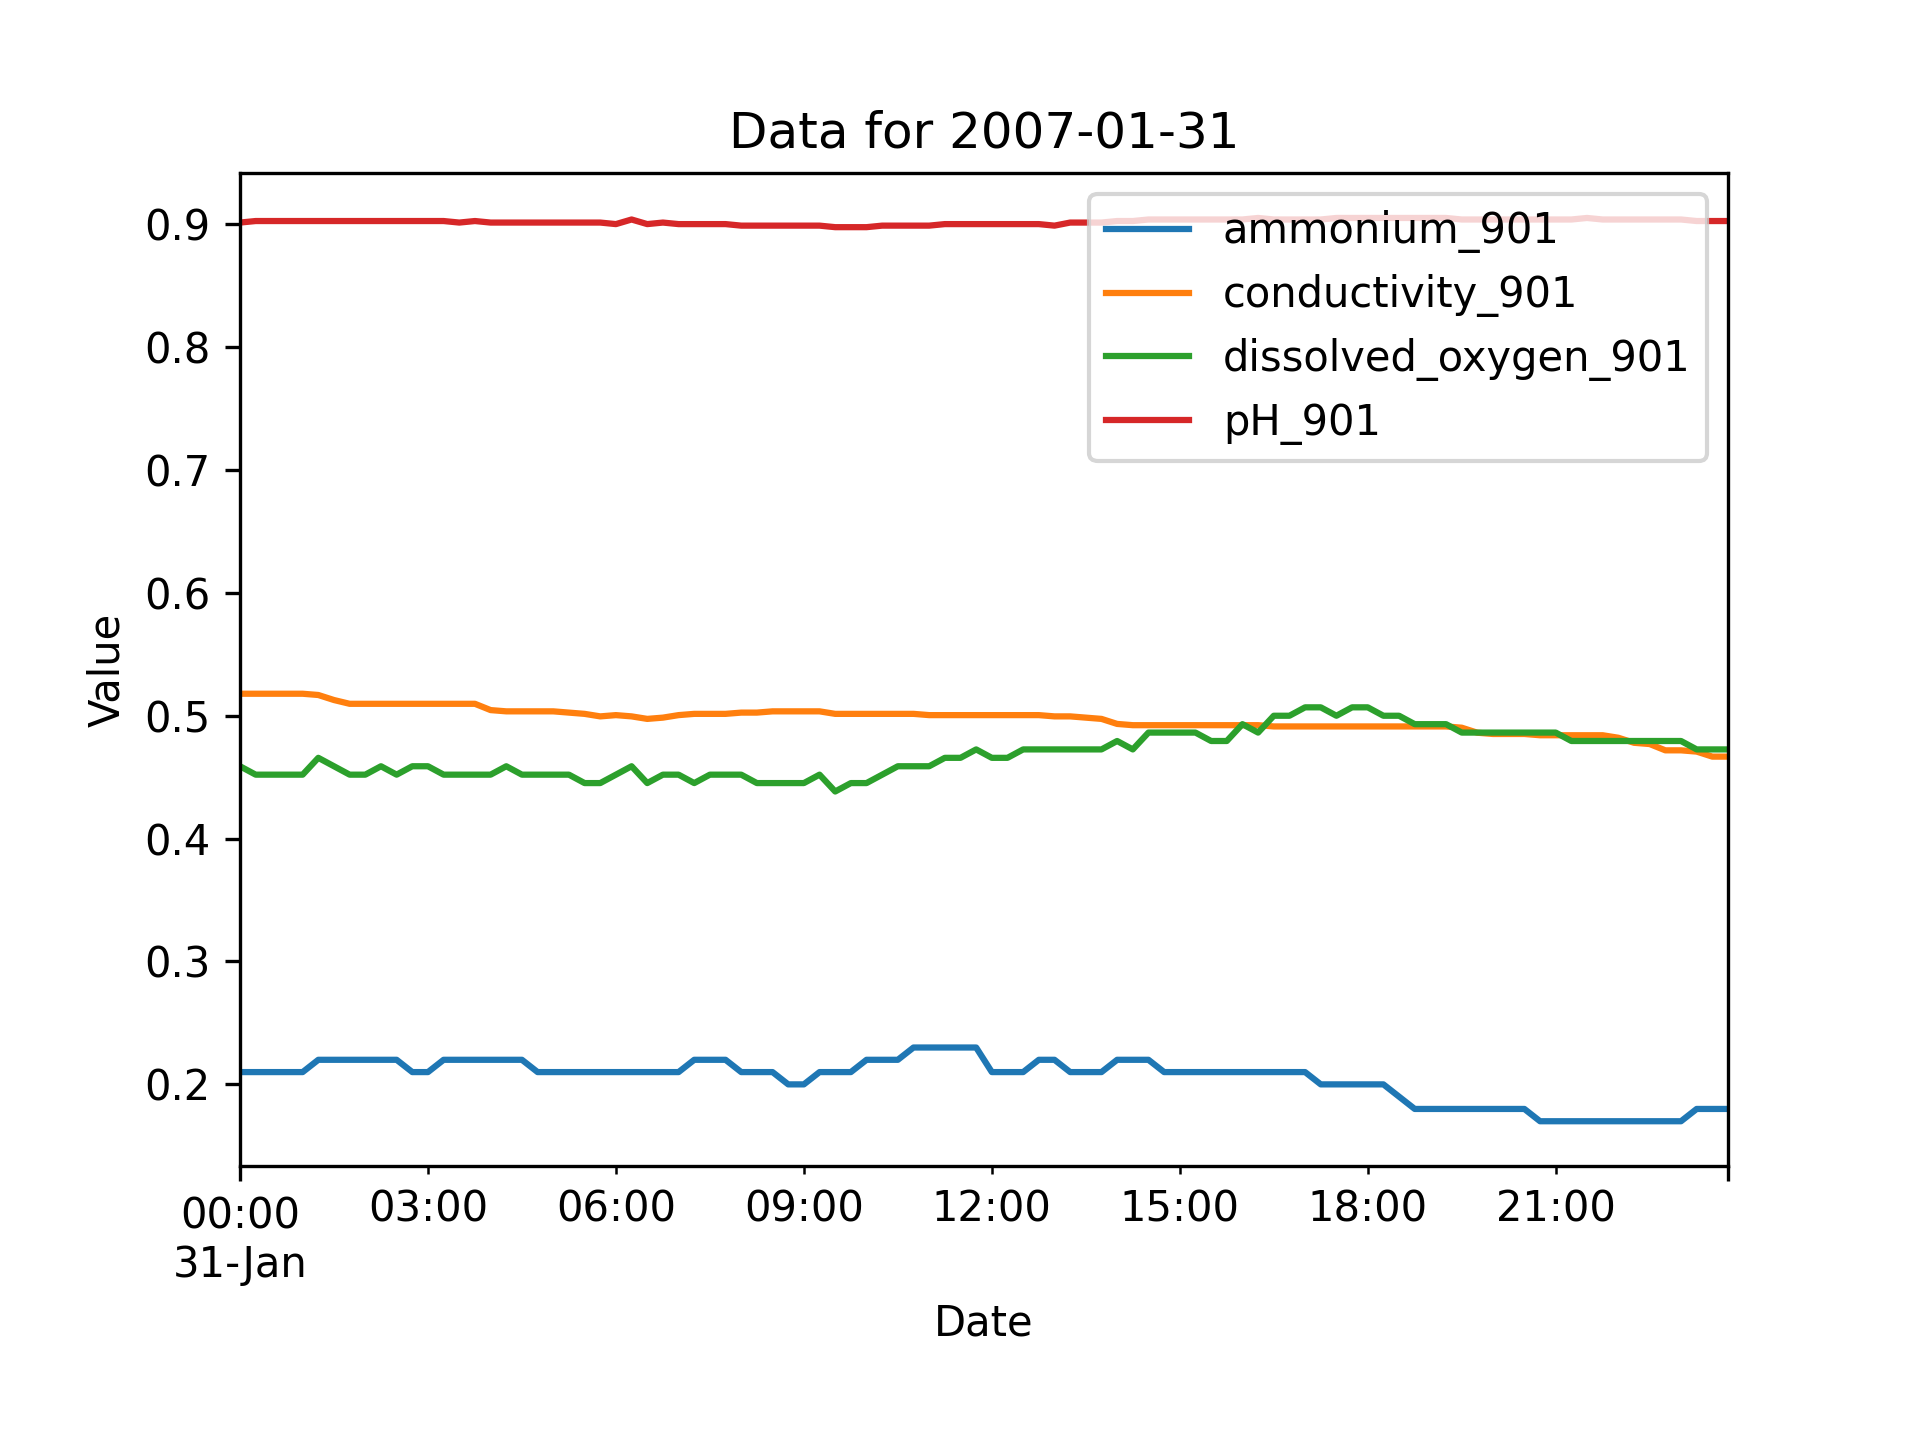 Data for 2007-01-31
ammonium_901
conductivity_901
dissolved_oxygen_901
pH_901
0.9
0.8
0.7
0.6
0.5
0.4
0.3
0.2
Value
00:00 03:00 06:00 09:00 12:00 15:00 18:00 21:00
31-Jan
Date